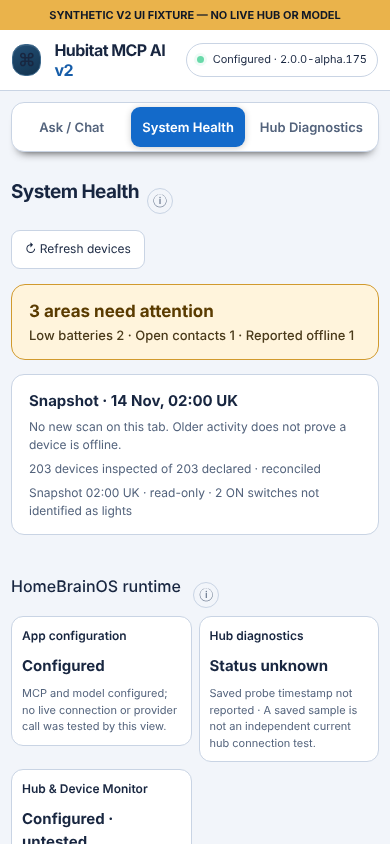 SYNTHETIC V2 UI FIXTURE — NO LIVE HUB OR MODEL
Hubitat MCP AI
v2
Configured · 2.0.0-alpha.175
Ask / Chat
System Health
Hub Diagnostics
System Health ⓘ
↻ Refresh devices
3 areas need attention
Low batteries 2 · Open contacts 1 · Reported offline 1
Snapshot · 14 Nov, 02:00 UK
No new scan on this tab. Older activity does not prove a
device is offline.
203 devices inspected of 203 declared · reconciled
Snapshot 02:00 UK · read-only · 2 ON switches not
identified as lights
HomeBrainOS runtime ⓘ
App configuration
Configured
MCP and model configured;
no live connection or provider
call was tested by this view.
Hub diagnostics
Status unknown
Saved probe timestamp not
reported · A saved sample is
not an independent current
hub connection test.
Hub & Device Monitor
Configured ·
untested